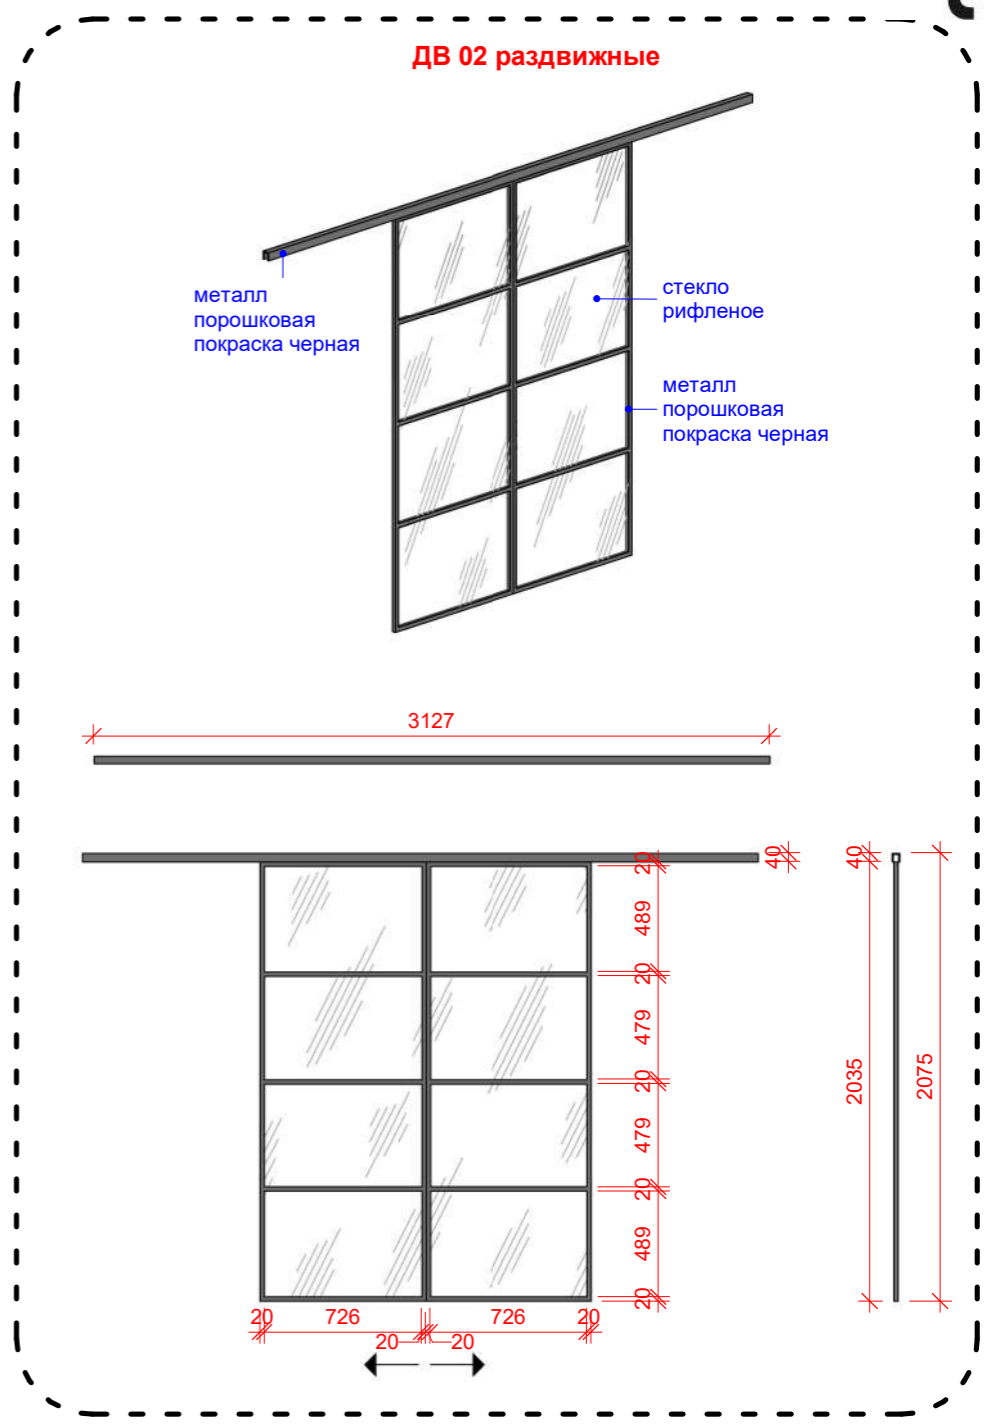 ДВ 02 раздвижные
металл
порошковая
покраска черная
стекло
рифленое
металл
порошковая
покраска черная
3127
20
489
20
479
20
479
20
489
20
40
40
2035
2075
20
726
726
20
20
20